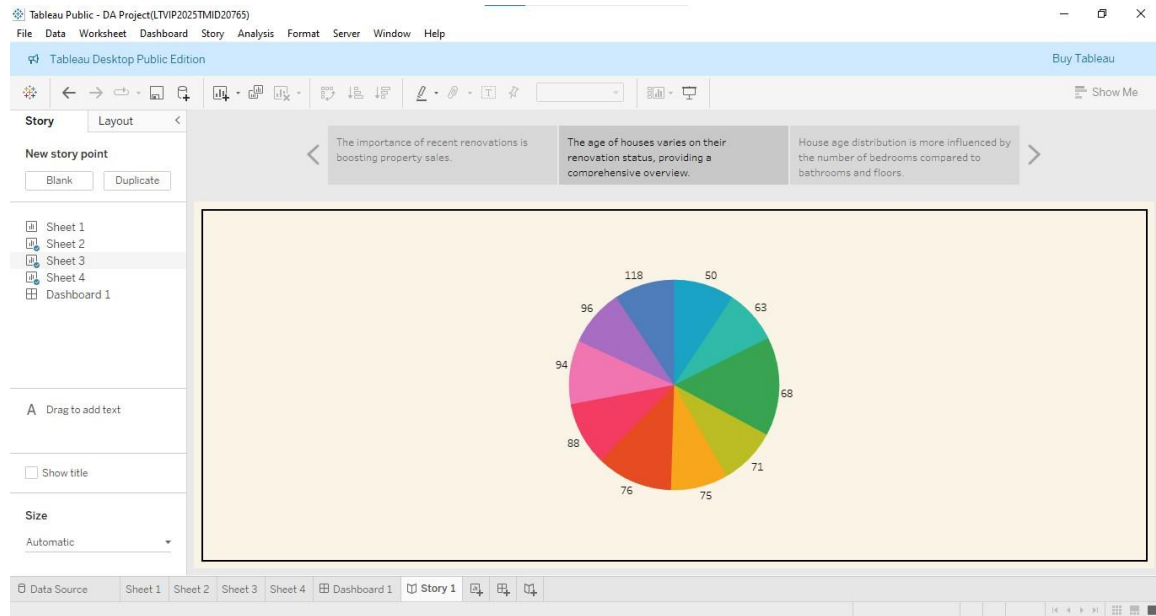 Tableau Public - DA Project(LTVIP2025TMID20765)
File Data Worksheet Dashboard Story Analysis Format Server Window Help
Tableau Desktop Public Edition
Buy Tableau
Show Me
Story Layout
New story point
Blank Duplicate
Sheet 1
Sheet 2
Sheet 3
Sheet 4
Dashboard 1
A Drag to add text
Show title
Size
Automatic
The importance of recent renovations is
boosting property sales.
The age of houses varies on their
renovation status, providing a
comprehensive overview.
House age distribution is more influenced by
the number of bedrooms compared to
bathrooms and floors.
118
50
96
63
94
68
88
71
76
75
Data Source Sheet 1 Sheet 2 Sheet 3 Sheet 4 Dashboard 1 Story 1